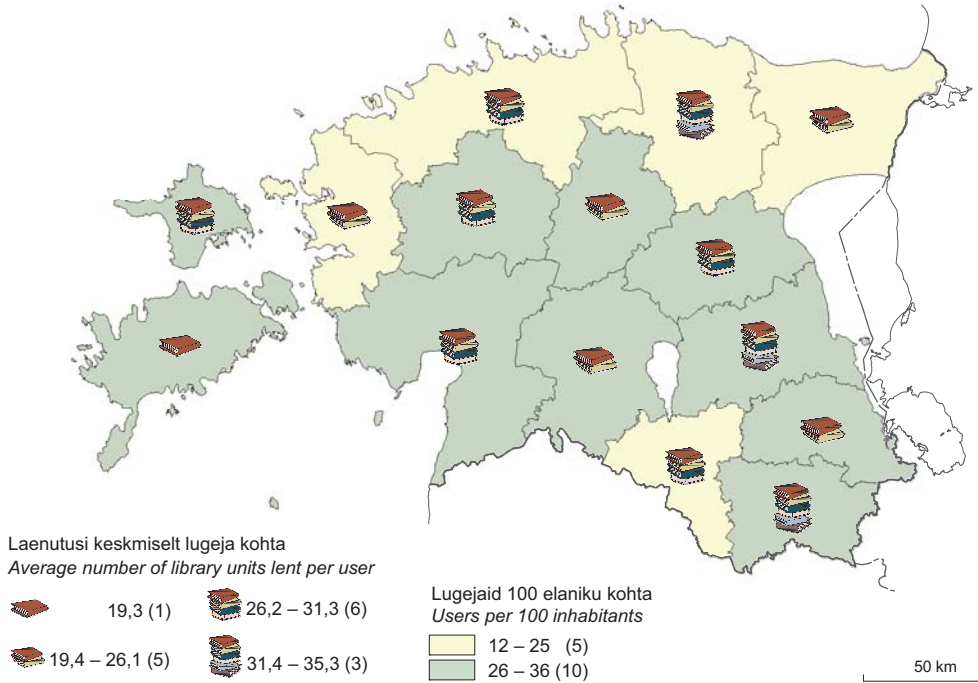 Laenutusi keskmiselt lugeja kohta
Average number of library units lent per user
19,3 (1)
26,2 – 31,3 (6)
19,4 – 26,1 (5)
31,4 – 35,3 (3)
Lugejaid 100 elaniku kohta
Users per 100 inhabitants
12 – 25 (5)
26 – 36 (10)
50 km